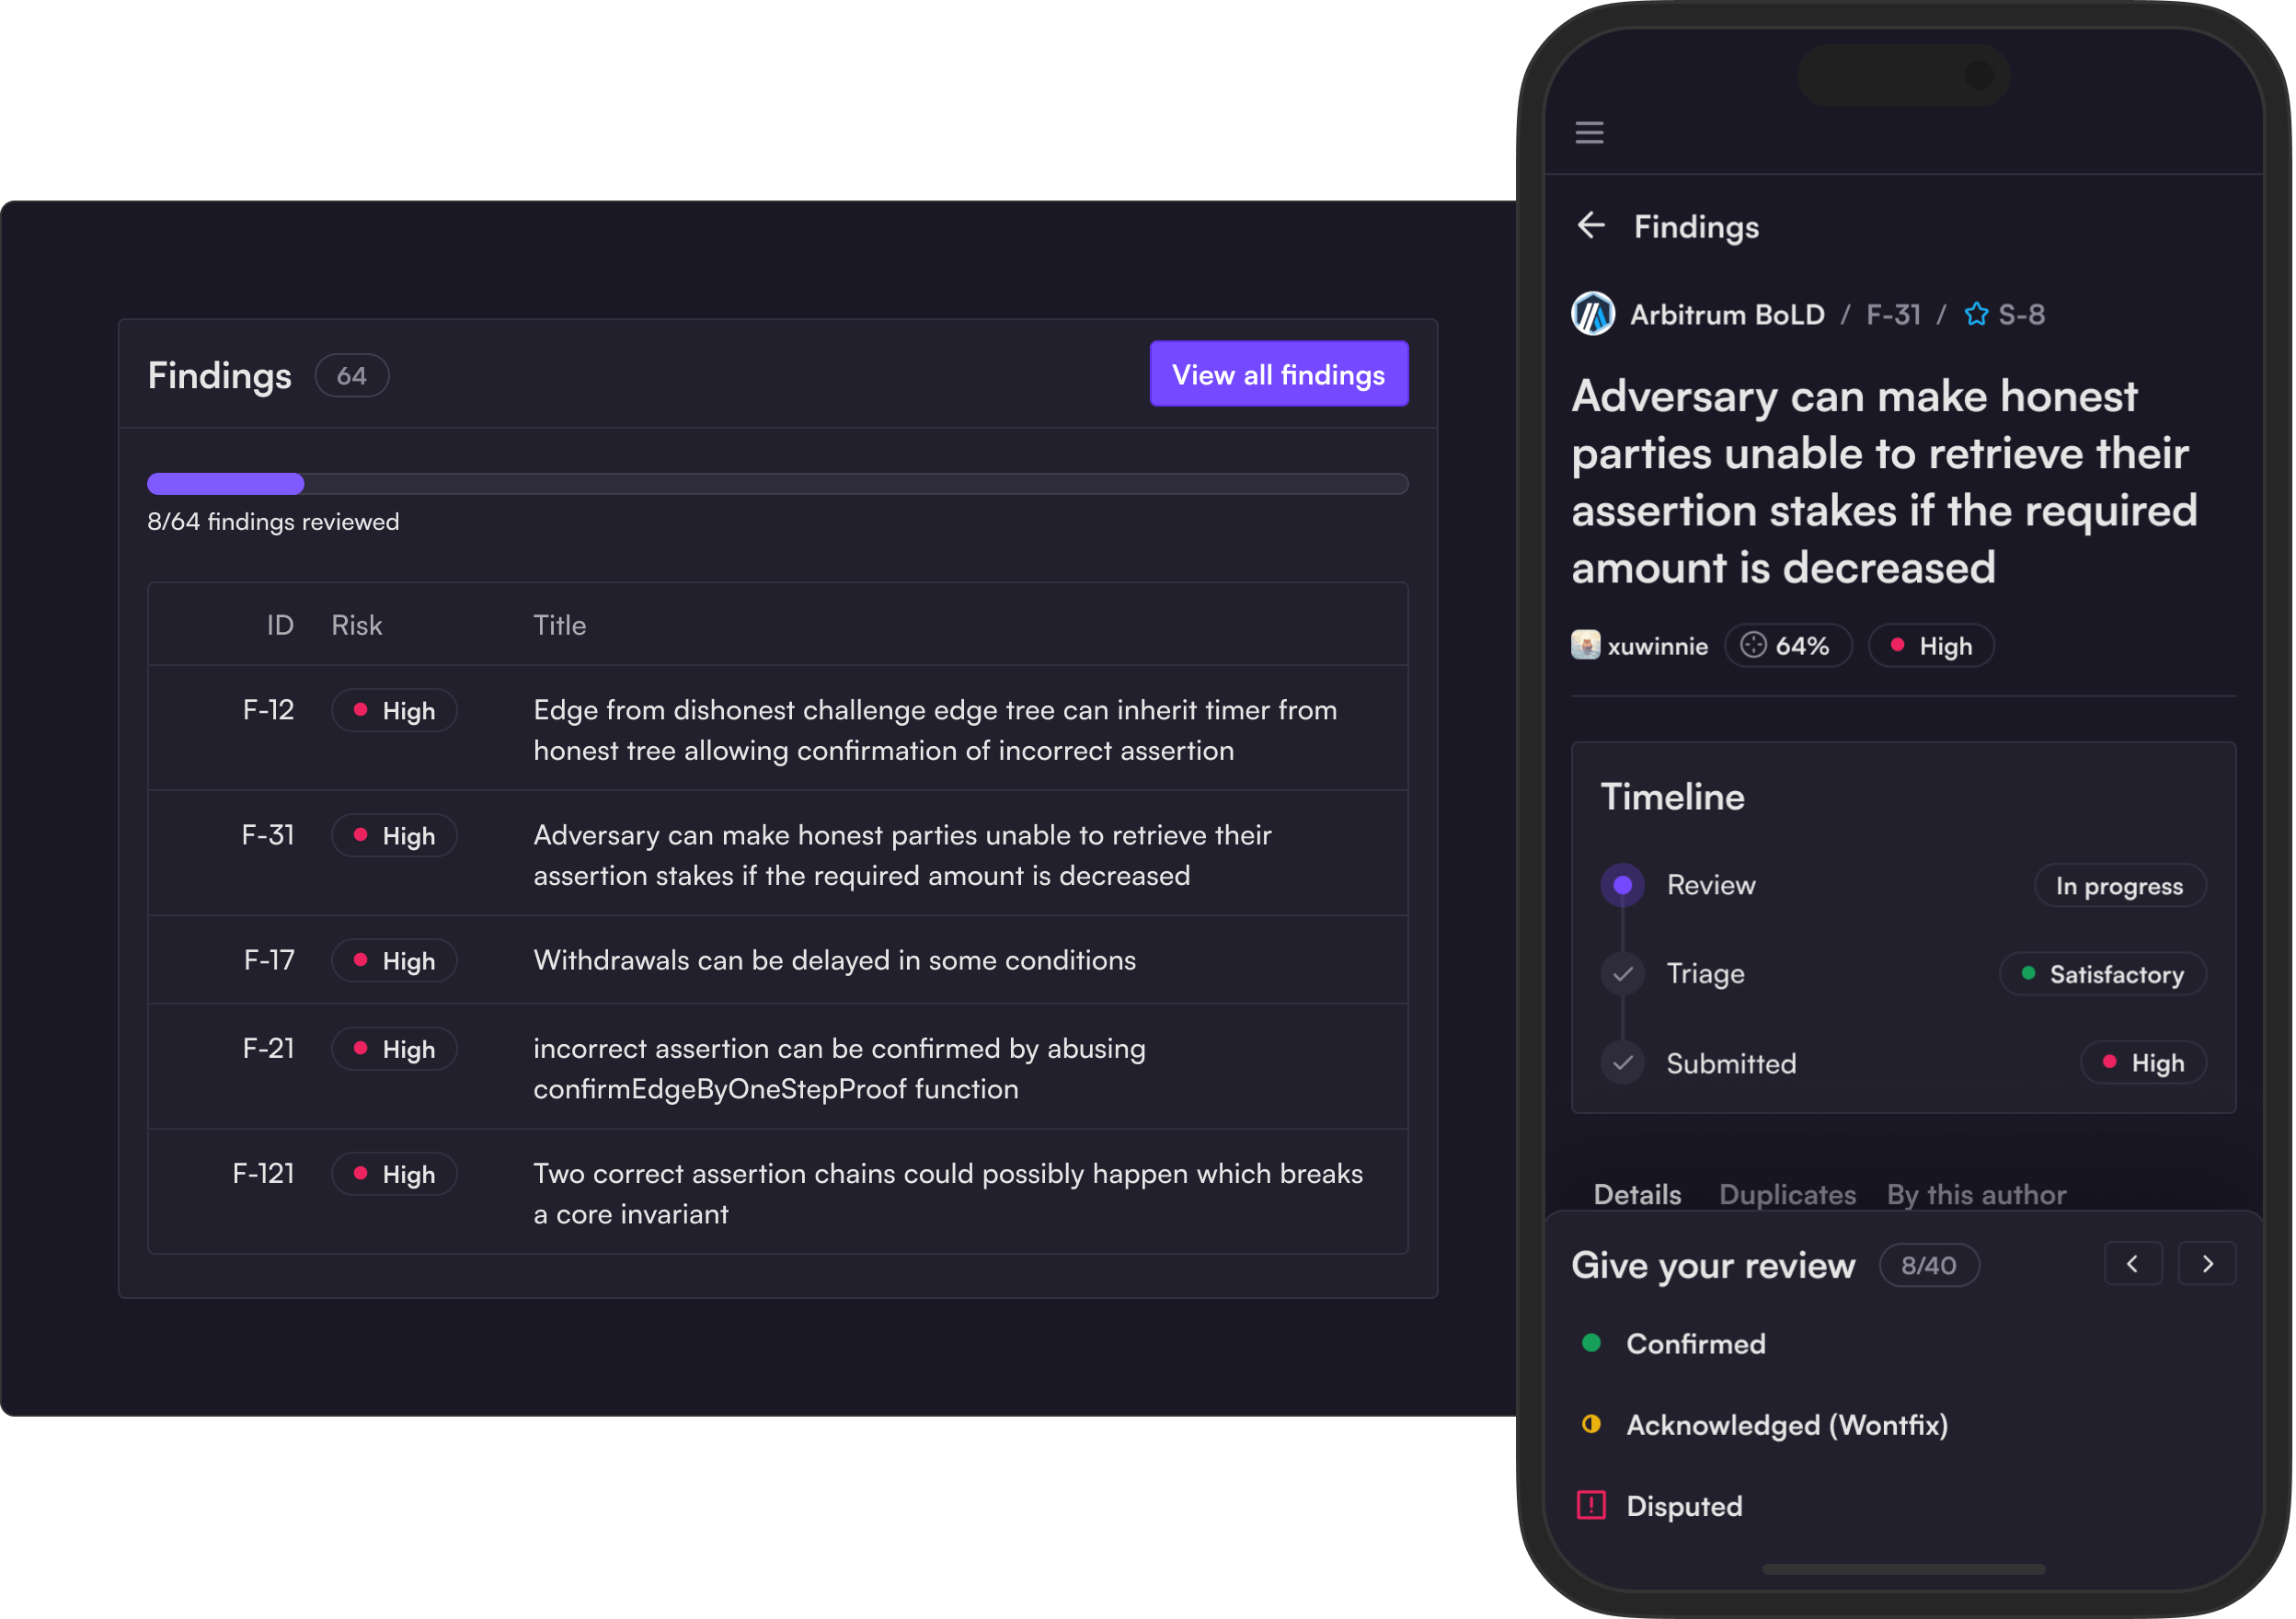 Findings 64 View all findings
8/64 findings reviewed
ID Risk Title
F-12 High Edge from dishonest challenge edge tree can inherit timer from
honest tree allowing confirmation of incorrect assertion
F-31 High Adversary can make honest parties unable to retrieve their
assertion stakes if the required amount is decreased
F-17 High Withdrawals can be delayed in some conditions
F-21 High incorrect assertion can be confirmed by abusing
confirmEdgeByOneStepProof function
F-121 High Two correct assertion chains could possibly happen which breaks
a core invariant
Findings
Arbitrum BoLD / F-31 / S-8
Adversary can make honest
parties unable to retrieve their
assertion stakes if the required
amount is decreased
xuwinnie 64% High
Timeline
Review In progress
Triage Satisfactory
Submitted High
Details Duplicates By this author
Give your review 8/40
Confirmed
Acknowledged (Wontfix)
Disputed